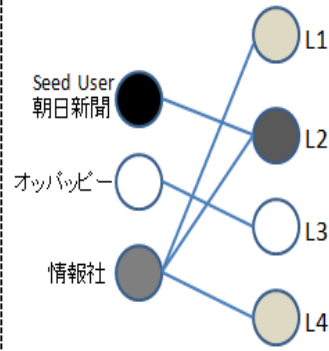 L1
Seed User
朝日新聞
L2
オッパッピー
L3
情報社
L4